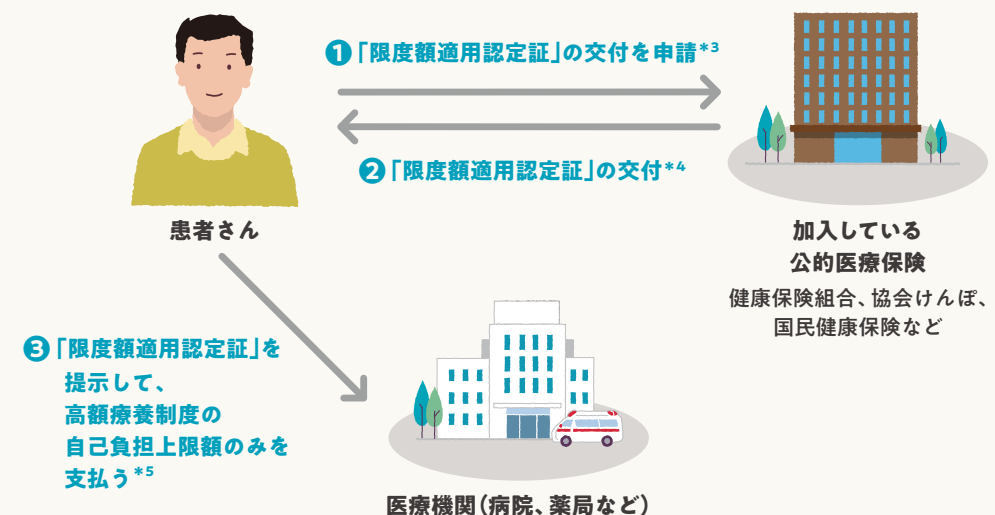 ❶「限度額適用認定証」の交付を申請*3
❷「限度額適用認定証」の交付*4
患者さん
加入している
公的医療保険
健康保険組合、協会けんぽ、
国民健康保険など
❸「限度額適用認定証」を
提示して、
高額療養制度の
自己負担上限額のみを
支払う*5
医療機関（病院、薬局など）